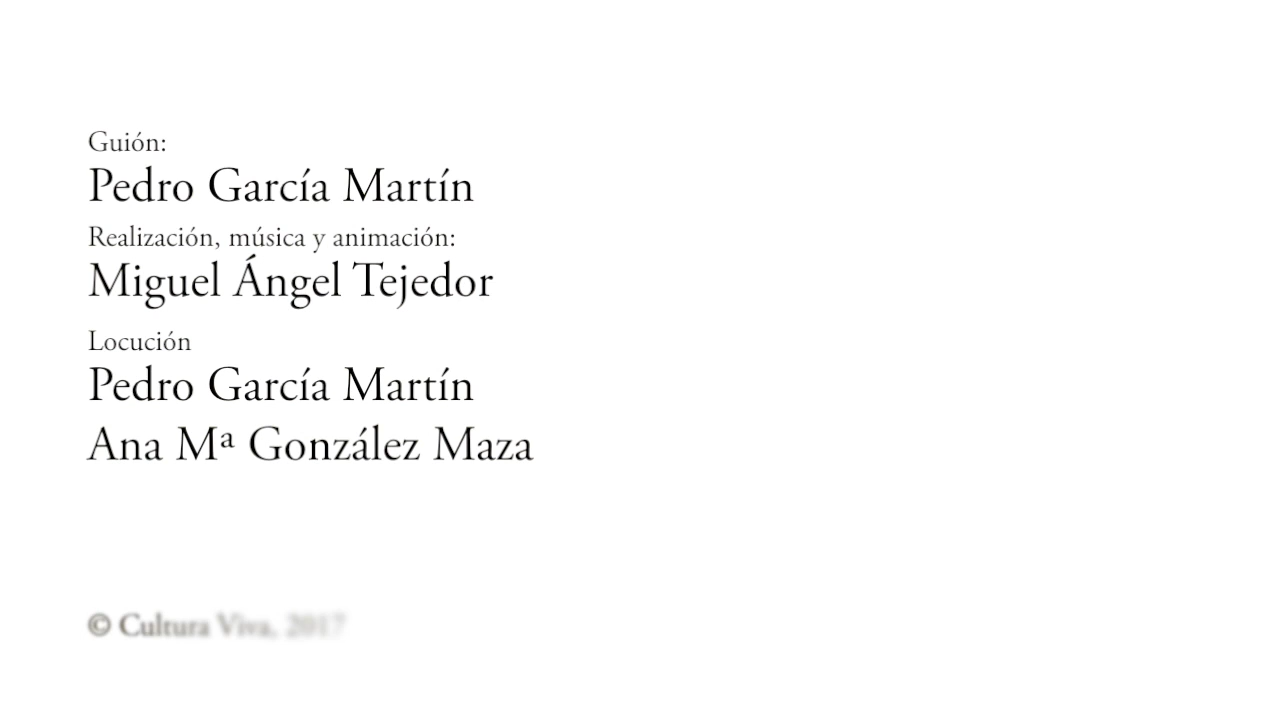 Guión:
Pedro García Martín
Realización, música y animación:
Miguel Ángel Tejedor
Locución
Pedro García Martín
Ana Mª González Maza
© Cultura Viva, 2017